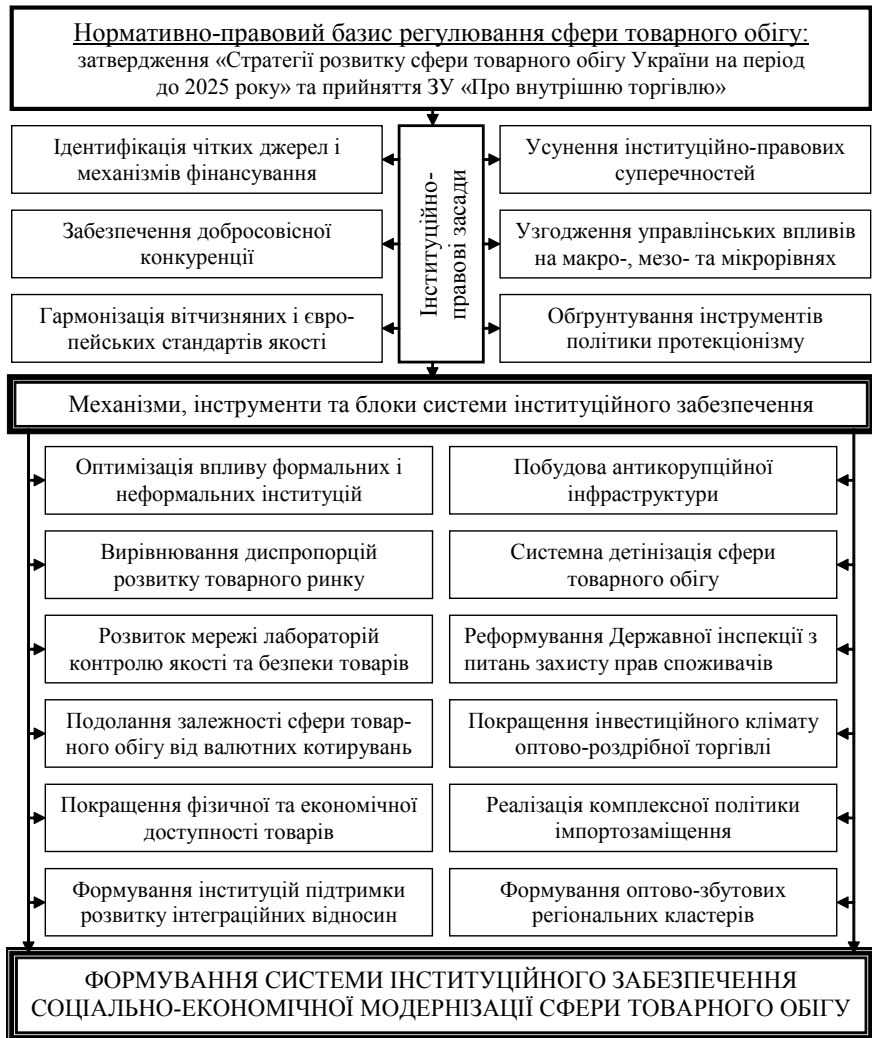 Нормативно-правовий базис регулювання сфери товарного обігу:
затвердження «Стратегії розвитку сфери товарного обігу України на період
до 2025 року» та прийняття ЗУ «Про внутрішню торгівлю»
Ідентифікація чітких джерел і
механізмів фінансування
Забезпечення добросовісної
конкуренції
Гармонізація вітчизняних і євро-
пейських стандартів якості
Інституційно-
правові засади
Усунення інституційно-правових
суперечностей
Узгодження управлінських впливів
на макро-, мезо- та мікрорівнях
Обґрунтування інструментів
політики протекціонізму
Механізми, інструменти та блоки системи інституційного забезпечення
Оптимізація впливу формальних і
неформальних інституцій
Побудова антикорупційної
інфраструктури
Вирівнювання диспропорцій
розвитку товарного ринку
Системна детінізація сфери
товарного обігу
Розвиток мережі лабораторій
контролю якості та безпеки товарів
Реформування Державної інспекції з
питань захисту прав споживачів
Подолання залежності сфери товар-
ного обігу від валютних котирувань
Покращення інвестиційного клімату
оптово-роздрібної торгівлі
Покращення фізичної та економічної
доступності товарів
Реалізація комплексної політики
імпортозаміщення
Формування інституцій підтримки
розвитку інтеграційних відносин
Формування оптово-збутових
регіональних кластерів
ФОРМУВАННЯ СИСТЕМИ ІНСТИТУЦІЙНОГО ЗАБЕЗПЕЧЕННЯ
СОЦІАЛЬНО-ЕКОНОМІЧНОЇ МОДЕРНІЗАЦІЇ СФЕРИ ТОВАРНОГО ОБІГУ